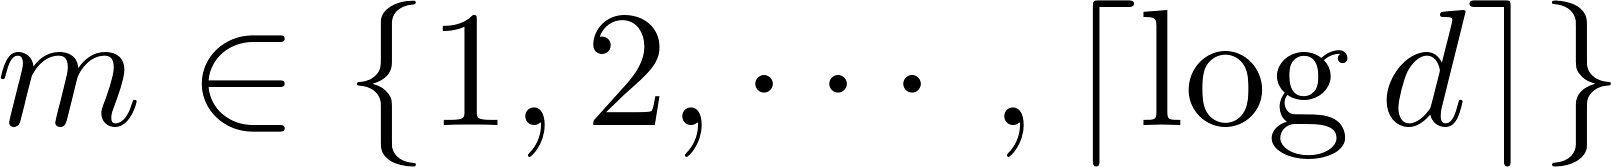 m ∈ {1, 2, ⋯ , ⌈log d⌉}